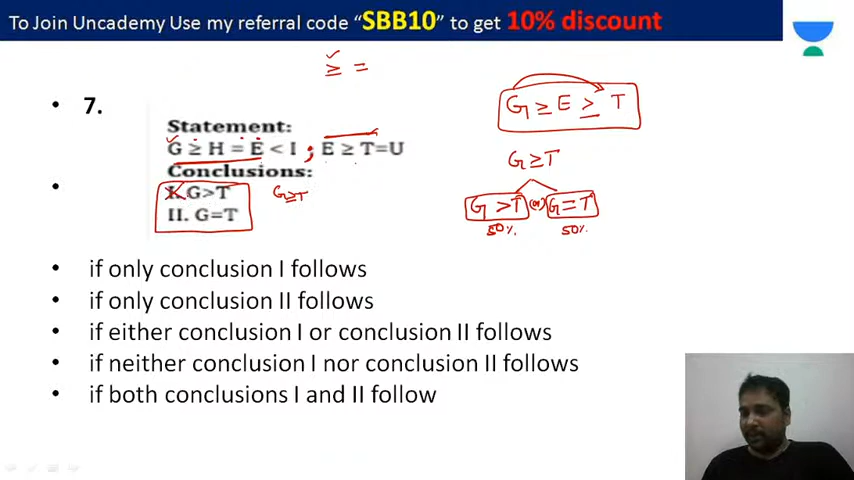 To Join Uncademy Use my referral code “SBB10” to get 10% discount
≥ =
• 7.
G ≥ E ≥ T
Statement:
G ≥ H = E < I ; E ≥ T=U
G ≥ T
Conclusions:
I. G>T
G≥T
II. G=T
G > T (or) G = T
50%. 50%.
• if only conclusion I follows
• if only conclusion II follows
• if either conclusion I or conclusion II follows
• if neither conclusion I nor conclusion II follows
• if both conclusions I and II follow